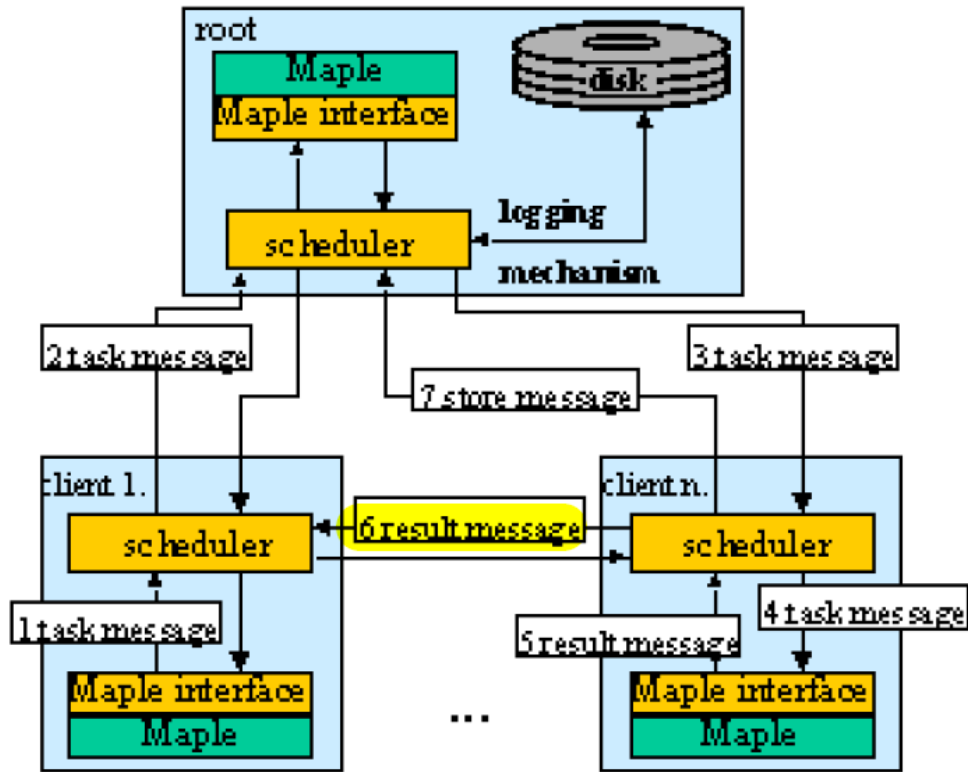 root
Maple
Maple interface
disk
logging
scheduler
mechanism
2 task message
3 task message
7 store message
client 1.
client n.
6 result message
scheduler
scheduler
1 task message
4 task message
5 result message
Maple interface
Maple interface
...
Maple
Maple